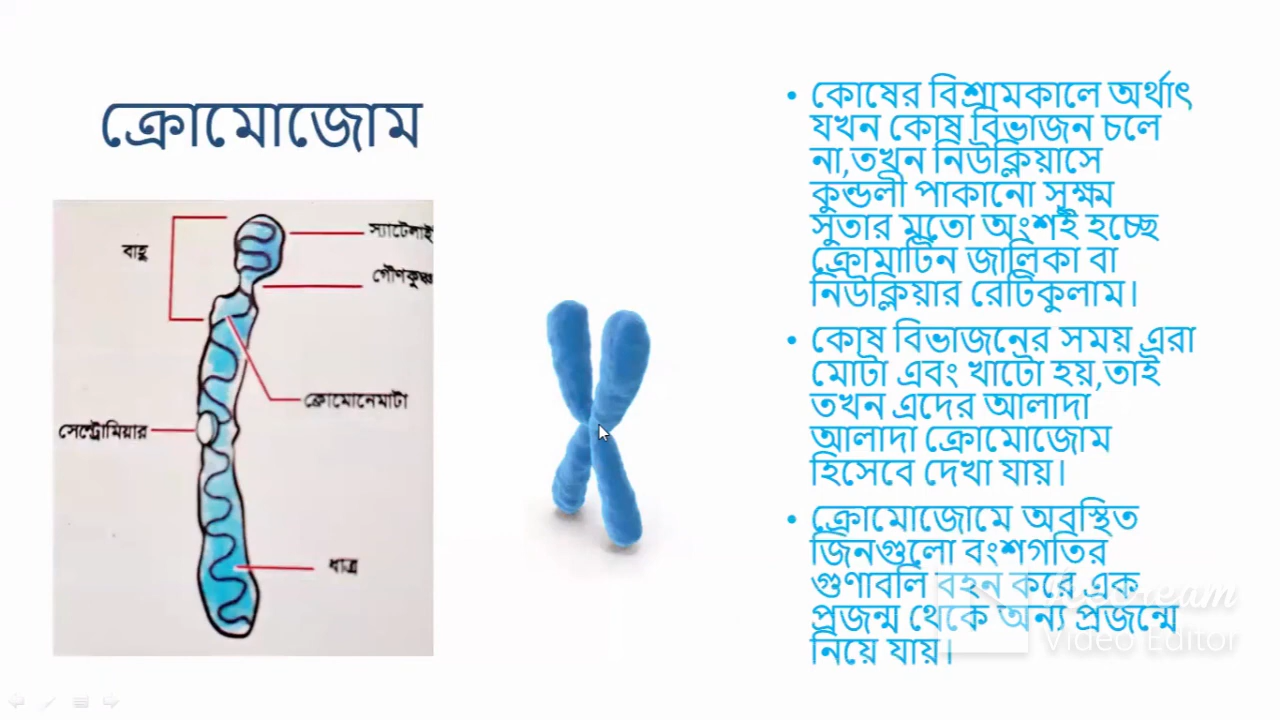 ক্রোমোজোম
বাহু
স্যাটেলাই
গৌণকুঞ্চ
ক্রোমোনেমাটা
সেন্ট্রোমিয়ার
ধাত্র
• কোষের বিশ্রামকালে অর্থাৎ
যখন কোষ বিভাজন চলে
না,তখন নিউক্লিয়াসে
কুন্ডলী পাকানো সূক্ষ্ম
সুতার মতো অংশই হচ্ছে
ক্রোমাটিন জালিকা বা
নিউক্লিয়ার রেটিকুলাম।
• কোষ বিভাজনের সময় এরা
মোটা এবং খাটো হয়,তাই
তখন এদের আলাদা
আলাদা ক্রোমোজোম
হিসেবে দেখা যায়।
• ক্রোমোজোমে অবস্থিত
জিনগুলো বংশগতির
গুণাবলি বহন করে এক
প্রজন্ম থেকে অন্য প্রজন্মে
নিয়ে যায়।
Video Editor